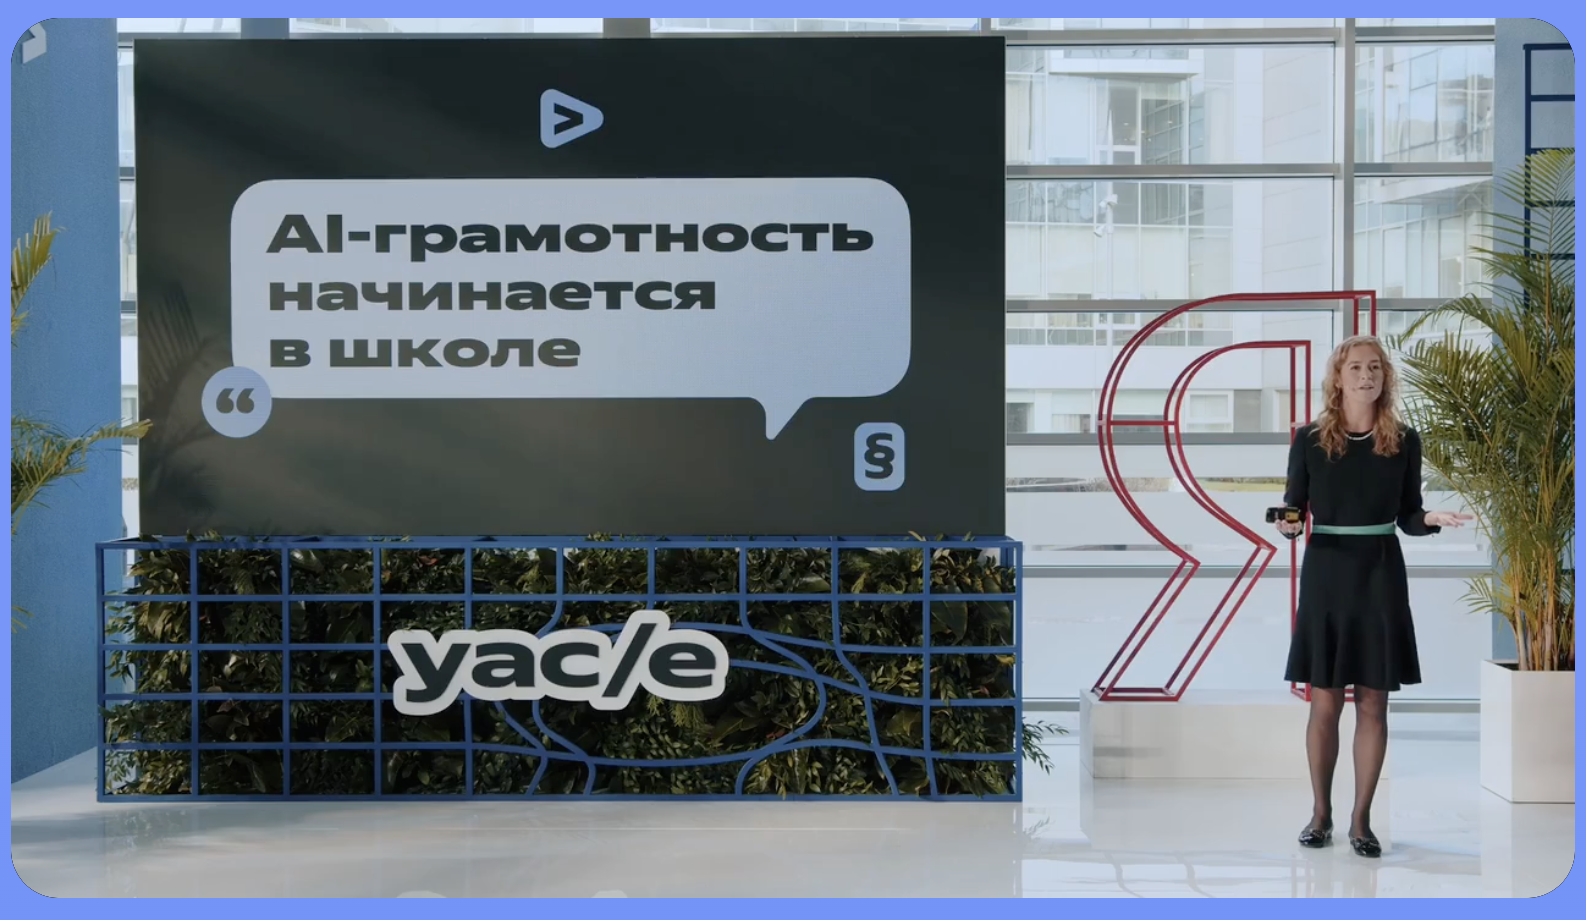 AI-грамотность
начинается
в школе
“
§
yac/e
Я